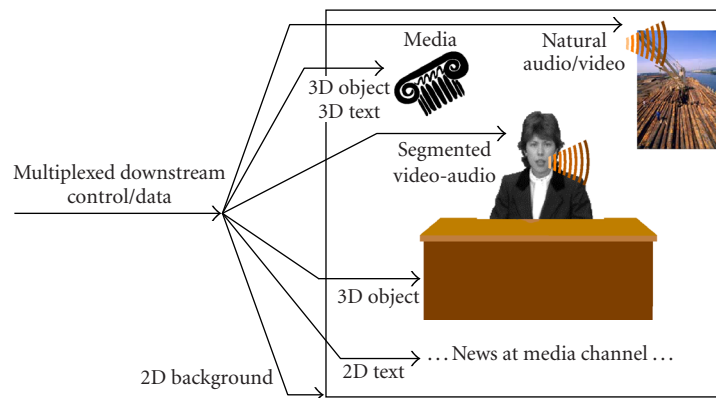 Media
Natural
audio/video
3D object
3D text
Segmented
video-audio
Multiplexed downstream
control/data
3D object
... News at media channel ...
2D text
2D background